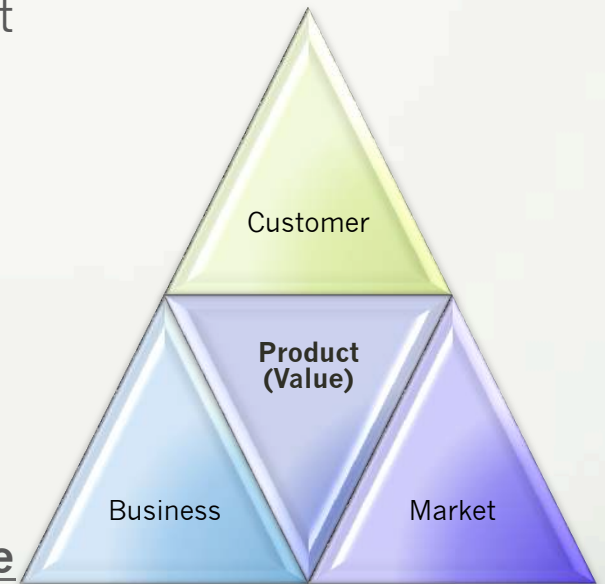 t
Customer
Product
(Value)
Business
Market
e